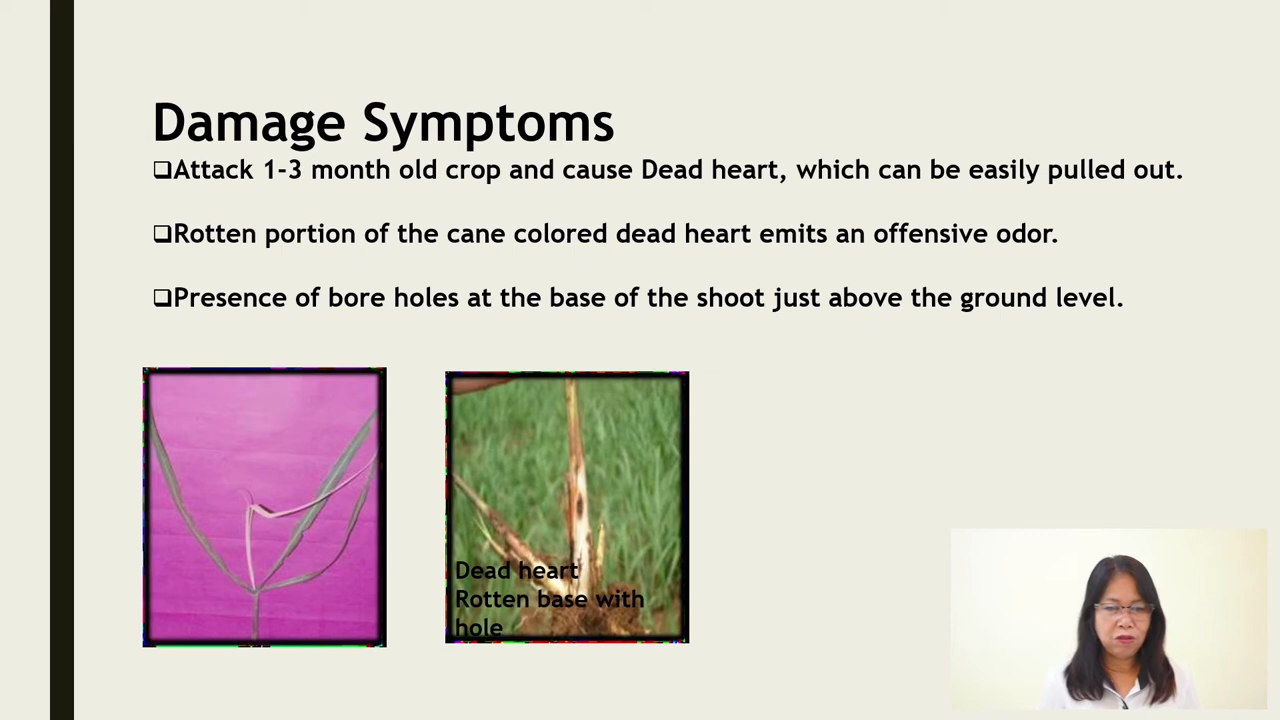 Damage Symptoms
❑Attack 1-3 month old crop and cause Dead heart, which can be easily pulled out.
❑Rotten portion of the cane colored dead heart emits an offensive odor.
❑Presence of bore holes at the base of the shoot just above the ground level.
Dead heart
Rotten base with
hole